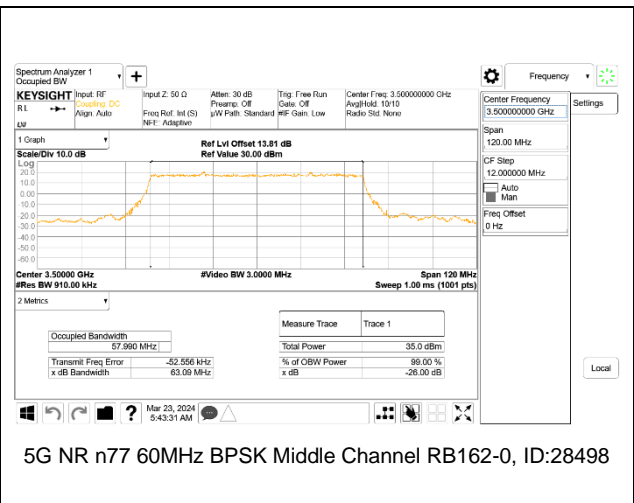 Spectrum Analyzer 1
Occupied BW
Frequency
KEYSIGHT
Input: RF
Coupling: DC
Align: Auto
Input Z: 50 Ω
Freq Ref: Int (S)
NFE: Adaptive
Atten: 30 dB
Preamp: Off
µW Path: Standard
Trig: Free Run
Gate: Off
#IF Gain: Low
Center Freq: 3.500000000 GHz
Avg|Hold: 10/10
Radio Std: None
Center Frequency
3.500000000 GHz
Settings
Span
120.00 MHz
CF Step
12.000000 MHz
Auto
Man
Freq Offset
0 Hz
1 Graph
Scale/Div 10.0 dB
Ref Lvl Offset 13.81 dB
Ref Value 30.00 dBm
Log
20.0
10.0
0.00
-10.0
-20.0
-30.0
-40.0
-50.0
-60.0
Center 3.50000 GHz
#Res BW 910.00 kHz
#Video BW 3.0000 MHz
Span 120 MHz
Sweep 1.00 ms (1001 pts)
2 Metrics
Measure Trace Trace 1
Occupied Bandwidth
57.990 MHz
Total Power 35.0 dBm
Transmit Freq Error -52.556 kHz
% of OBW Power 99.00 %
x dB Bandwidth 63.09 MHz
x dB -26.00 dB
Local
Mar 23, 2024
5:43:31 AM
5G NR n77 60MHz BPSK Middle Channel RB162-0, ID:28498